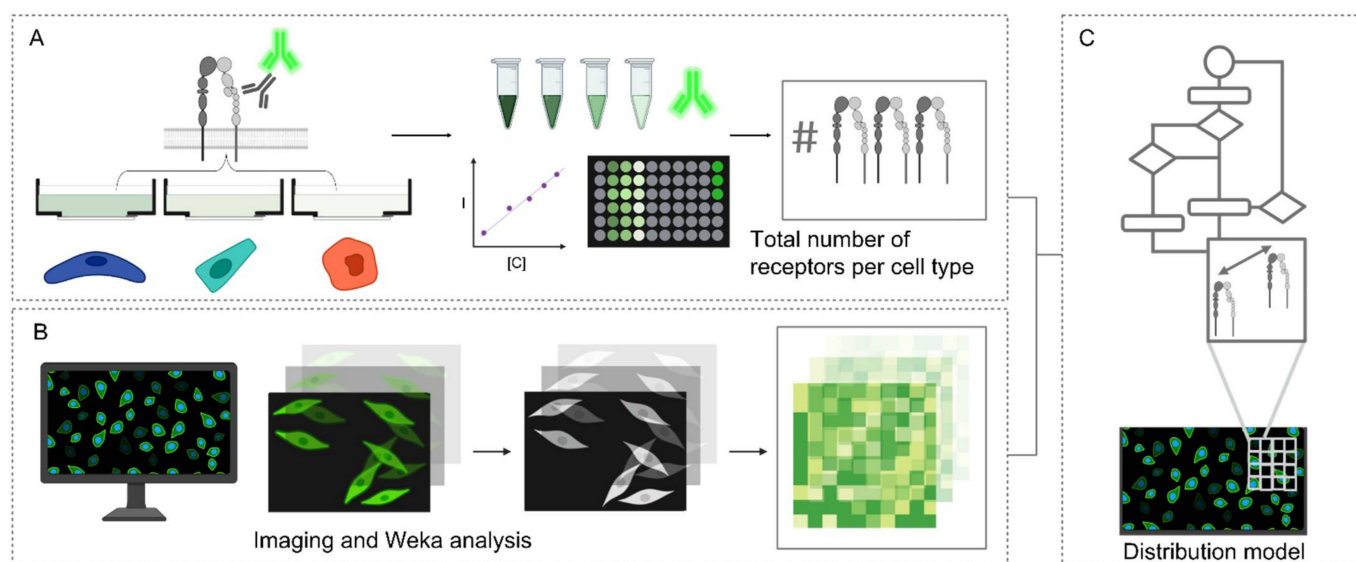 A
I
[C]
#
Total number of
receptors per cell type
B
Imaging and Weka analysis
C
Distribution model